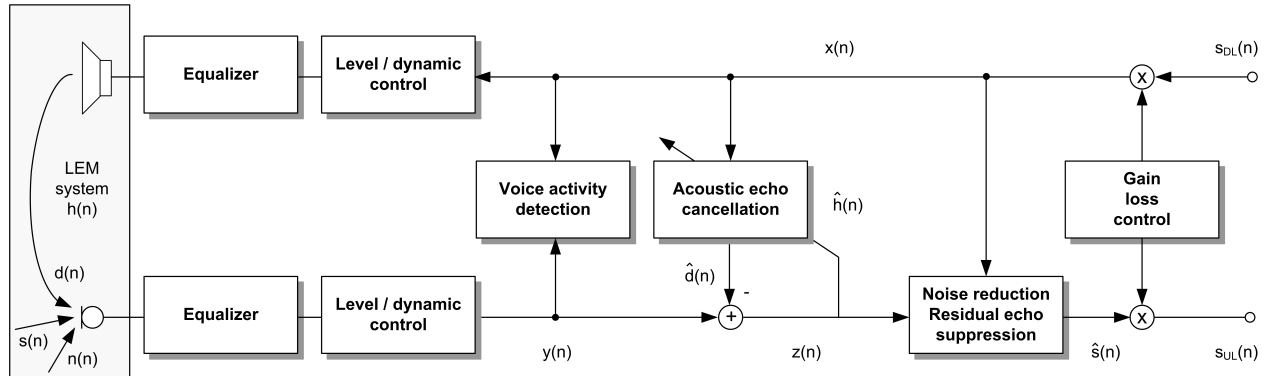 x(n)
s_DL(n)
Equalizer
Level / dynamic
control
x
LEM
system
h(n)
Voice activity
detection
Acoustic echo
cancellation
ĥ(n)
Gain
loss
control
d(n)
d̂(n)
-
Equalizer
Level / dynamic
control
+
Noise reduction
Residual echo
suppression
x
s(n)
n(n)
y(n)
z(n)
ŝ(n)
s_UL(n)